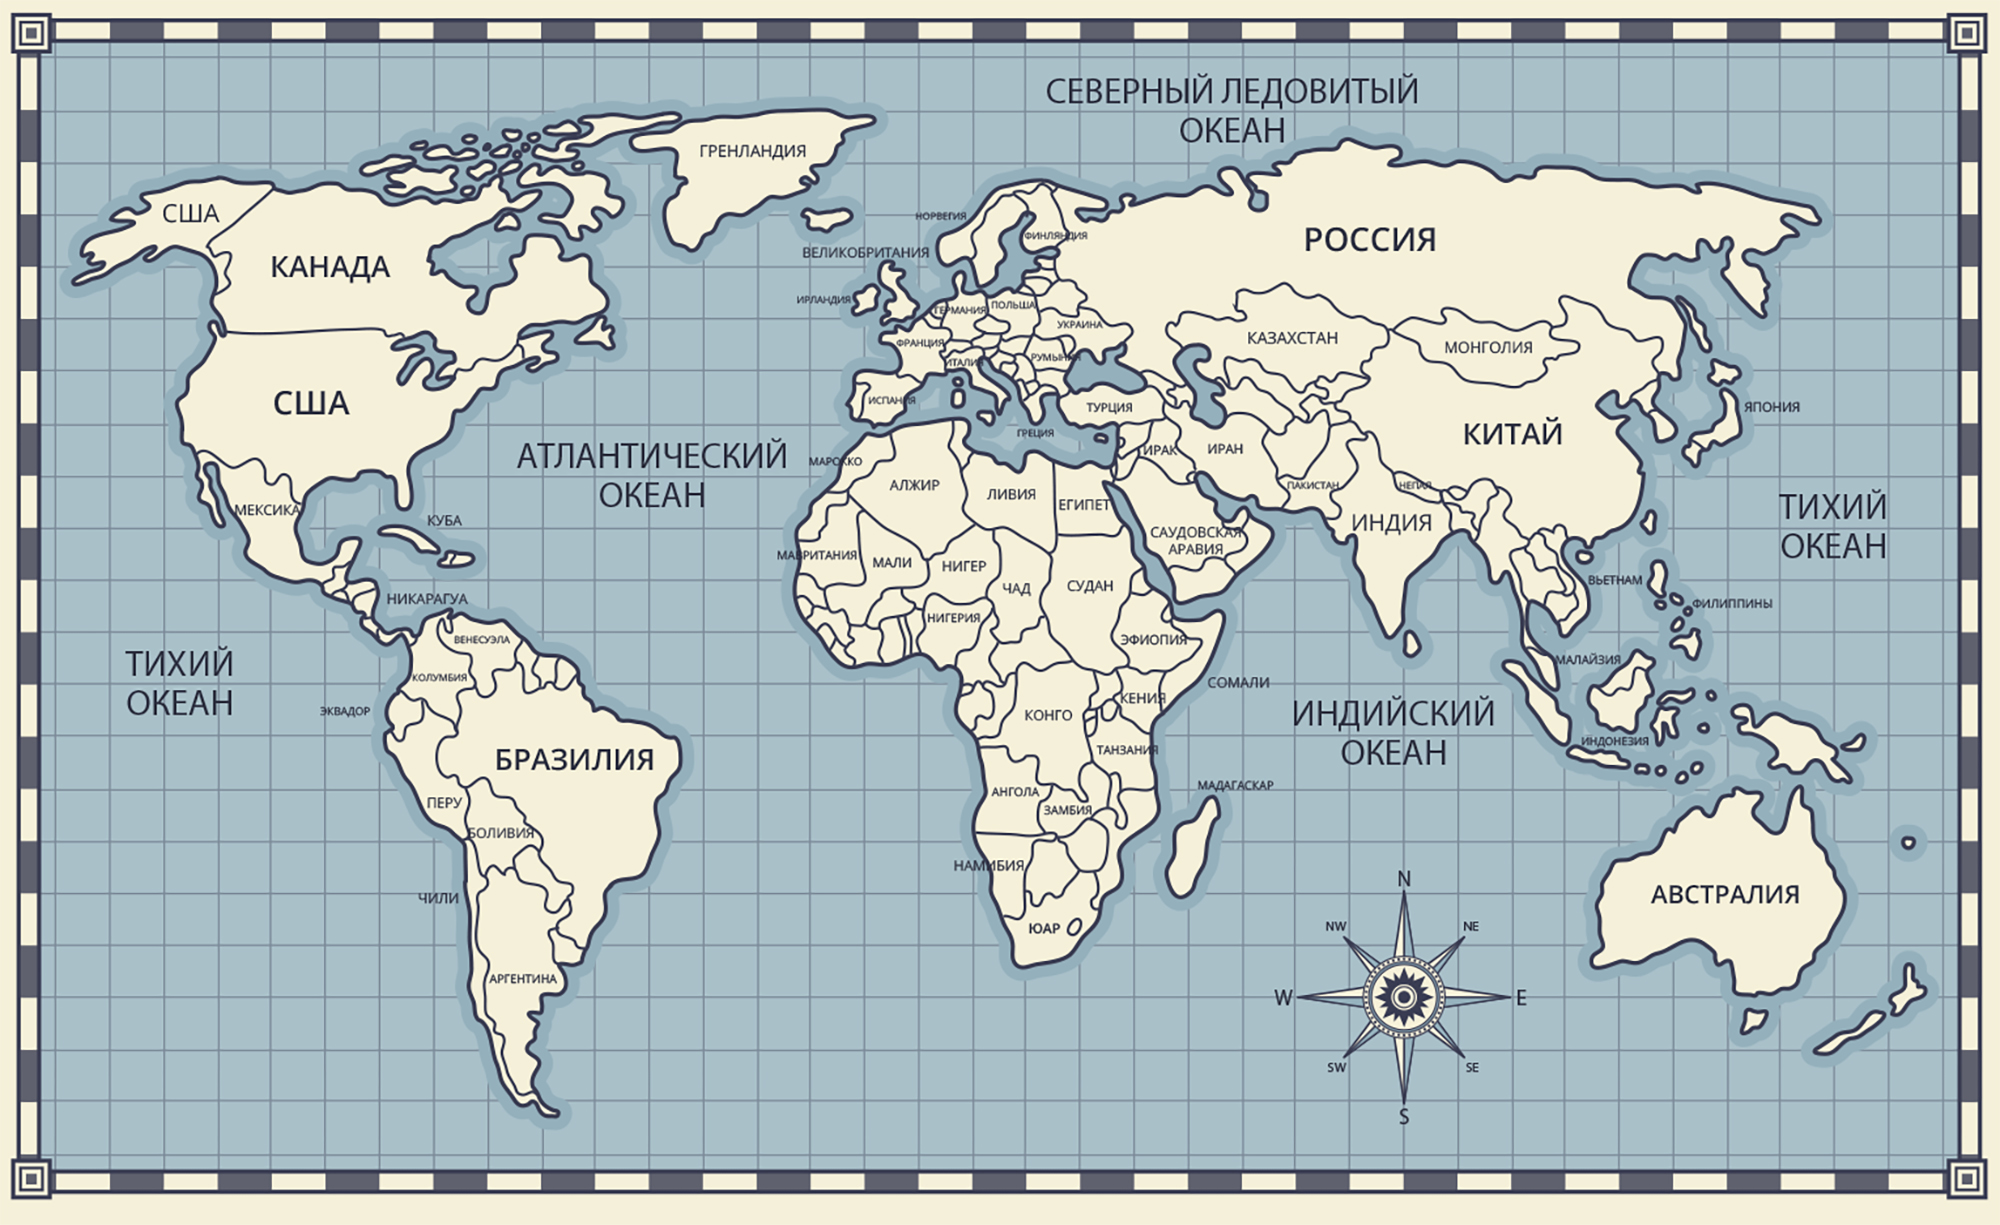 СЕВЕРНЫЙ ЛЕДОВИТЫЙ
ОКЕАН
ГРЕНЛАНДИЯ
США
НОРВЕГИЯ
ФИНЛЯНДИЯ
РОССИЯ
ВЕЛИКОБРИТАНИЯ
КАНАДА
ИРЛАНДИЯ
ГЕРМАНИЯ
ПОЛЬША
УКРАИНА
КАЗАХСТАН
МОНГОЛИЯ
ФРАНЦИЯ
ИТАЛИЯ
РУМЫНИЯ
США
ИСПАНИЯ
ТУРЦИЯ
ЯПОНИЯ
ГРЕЦИЯ
КИТАЙ
АТЛАНТИЧЕСКИЙ
ОКЕАН
МАРОККО
ИРАК
ИРАН
АЛЖИР
ЛИВИЯ
ЕГИПЕТ
ПАКИСТАН
НЕПАЛ
МЕКСИКА
КУБА
ИНДИЯ
ТИХИЙ
ОКЕАН
САУДОВСКАЯ
АРАВИЯ
МАВРИТАНИЯ
МАЛИ
НИГЕР
ЧАД
СУДАН
ВЬЕТНАМ
НИКАРАГУА
ФИЛИППИНЫ
НИГЕРИЯ
ВЕНЕСУЭЛА
ЭФИОПИЯ
ТИХИЙ
ОКЕАН
КОЛУМБИЯ
МАЛАЙЗИЯ
СОМАЛИ
КЕНИЯ
ЭКВАДОР
КОНГО
ИНДИЙСКИЙ
ОКЕАН
ИНДОНЕЗИЯ
ТАНЗАНИЯ
БРАЗИЛИЯ
МАДАГАСКАР
АНГОЛА
ПЕРУ
ЗАМБИЯ
БОЛИВИЯ
НАМИБИЯ
N
АВСТРАЛИЯ
ЧИЛИ
ЮАР
NW
NE
АРГЕНТИНА
W
E
SW
SE
S